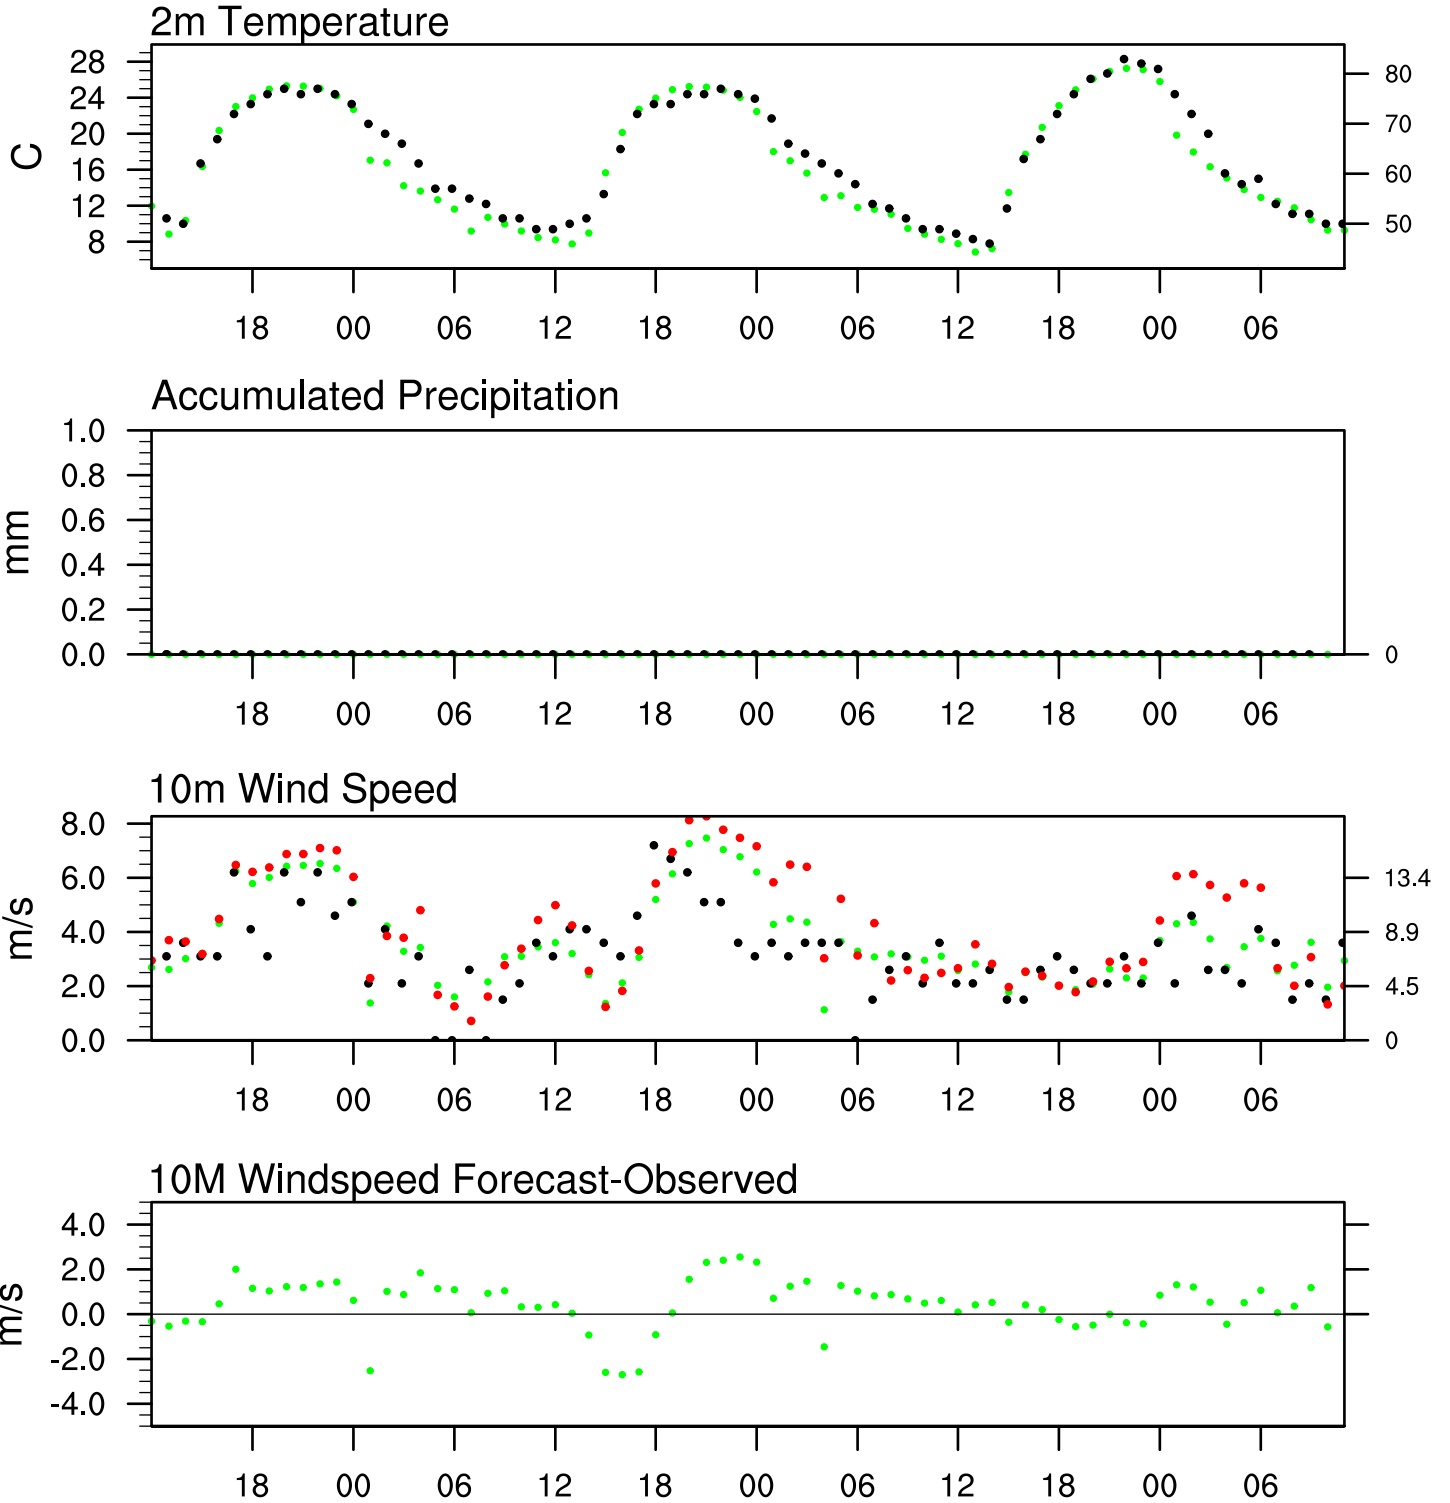 2m Temperature
28
24
20
16
12
8
C
80
70
60
50
18 00 06 12 18 00 06 12 18 00 06
Accumulated Precipitation
1.0
0.8
0.6
0.4
0.2
0.0
mm
0
18 00 06 12 18 00 06 12 18 00 06
10m Wind Speed
8.0
6.0
4.0
2.0
0.0
m/s
13.4
8.9
4.5
0
18 00 06 12 18 00 06 12 18 00 06
10M Windspeed Forecast-Observed
4.0
2.0
0.0
-2.0
-4.0
m/s
18 00 06 12 18 00 06 12 18 00 06